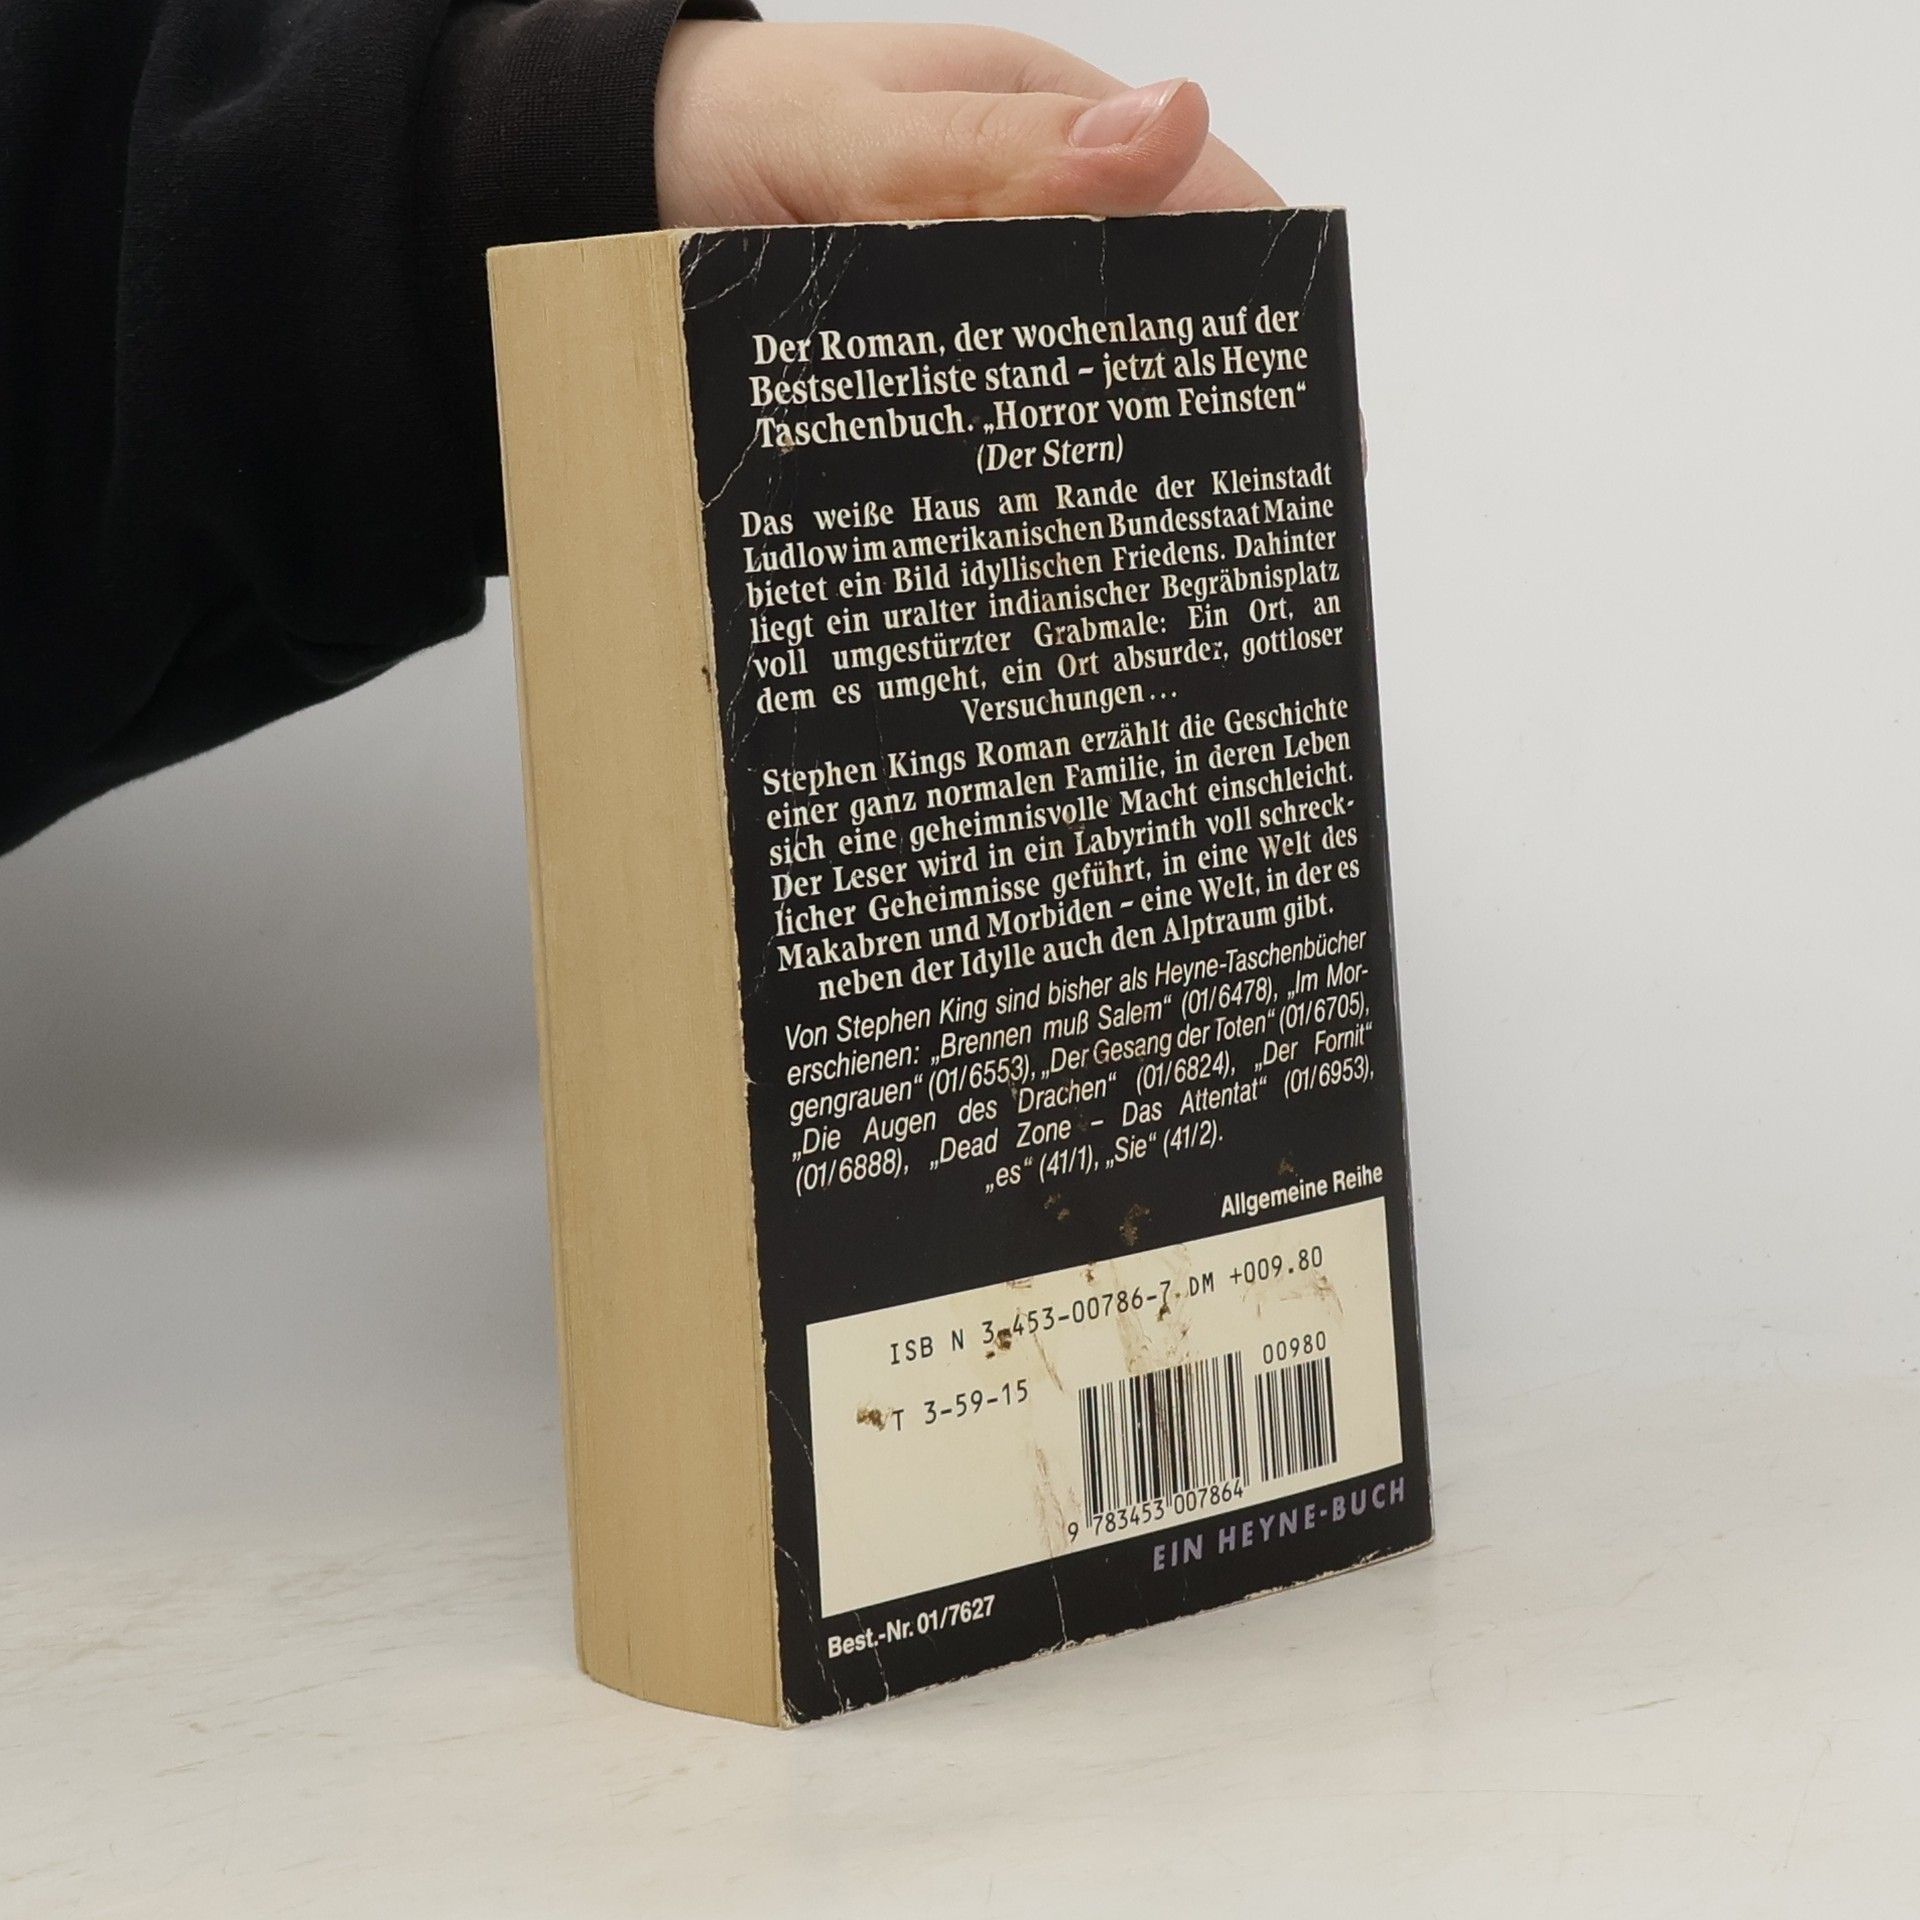 Der Roman, der wochenlang auf der
Bestsellerliste stand – jetzt als Heyne
Taschenbuch. „Horror vom Feinsten“
(Der Stern)
Das weiße Haus am Rande der Kleinstadt
Ludlow im amerikanischen Bundesstaat Maine
bietet ein Bild idyllischen Friedens. Dahinter
liegt ein uralter indianischer Begräbnisplatz
voll umgestürzter Grabmale: Ein Ort, an
dem es umgeht, ein Ort absurder, gottloser
Versuchungen...
Stephen Kings Roman erzählt die Geschichte
einer ganz normalen Familie, in deren Leben
sich eine geheimnisvolle Macht einschleicht.
Der Leser wird in ein Labyrinth voll schreck-
licher Geheimnisse geführt, in eine Welt des
Makabren und Morbiden – eine Welt, in der es
neben der Idylle auch den Alptraum gibt.
Von Stephen King sind bisher als Heyne-Taschenbücher
erschienen: „Brennen muß Salem“ (01/6478), „Im Mor-
gengrauen“ (01/6553), „Der Gesang der Toten“ (01/6705),
„Die Augen des Drachen“ (01/6824), „Der Fornit“
(01/6888), „Dead Zone – Das Attentat“ (01/6953),
„es“ (41/1), „Sie“ (41/2).
Allgemeine Reihe
ISB N 3-453-00786-7 DM +009.80
T 3-59-15
00980
9 783453 007864
EIN HEYNE-BUCH
Best.-Nr. 01/7627